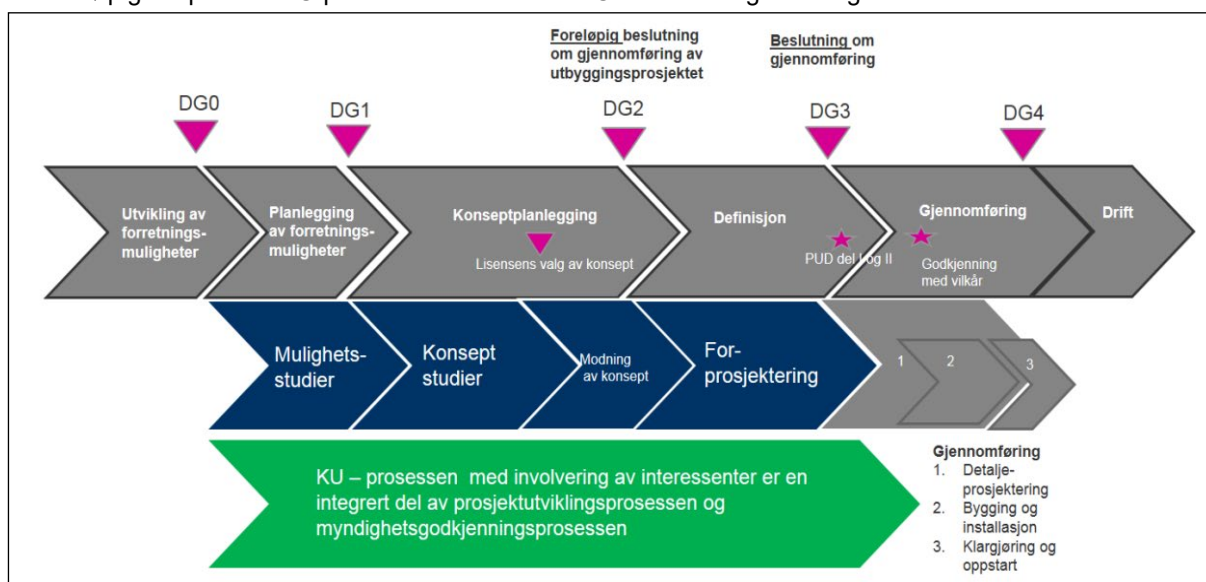 Foreløpig beslutning
om gjennomføring av
utbyggingsprosjektet
Beslutning om
gjennomføring
DG0
DG1
DG2
DG3
DG4
Utvikling av
forretnings-
muligheter
Planlegging
av forretnings-
muligheter
Konseptplanlegging
Lisensens valg av konsept
Definisjon
PUD del I og II
Gjennomføring
Godkjenning
med vilkår
Drift
Mulighets-
studier
Konsept
studier
Modning
av konsept
For-
prosjektering
1
2
3
KU – prosessen med involvering av interessenter er en
integrert del av prosjektutviklingsprosessen og
myndighetsgodkjenningsprosessen
Gjennomføring
1. Detalje-
prosjektering
2. Bygging og
installasjon
3. Klargjøring og
oppstart